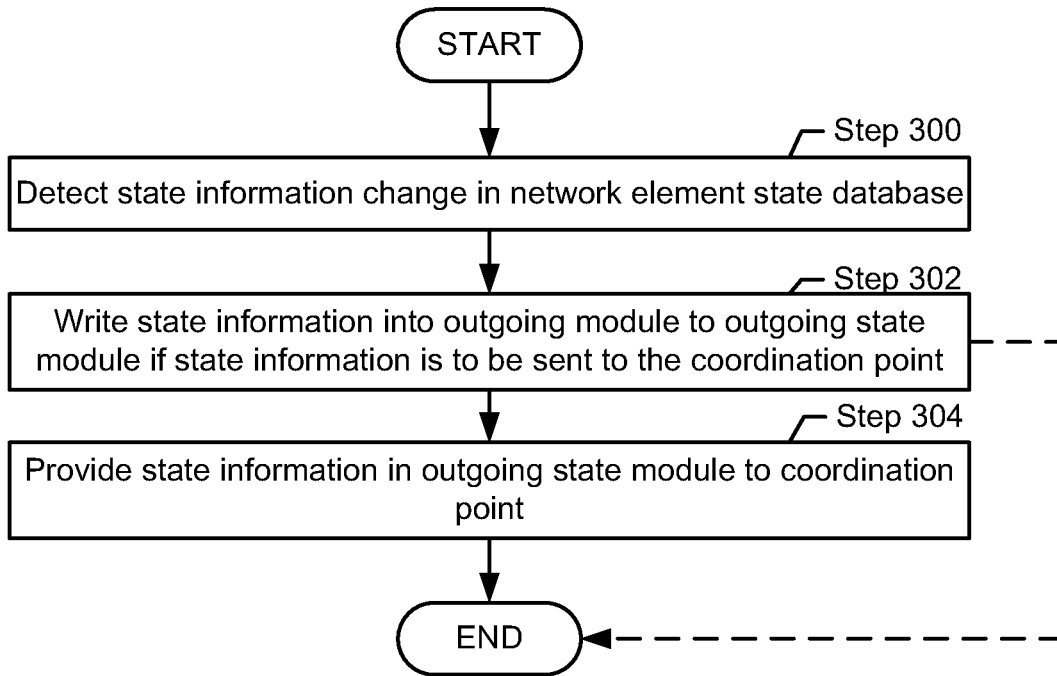 START
Step 300
Detect state information change in network element state database
Step 302
Write state information into outgoing module to outgoing state
module if state information is to be sent to the coordination point
Step 304
Provide state information in outgoing state module to coordination
point
END